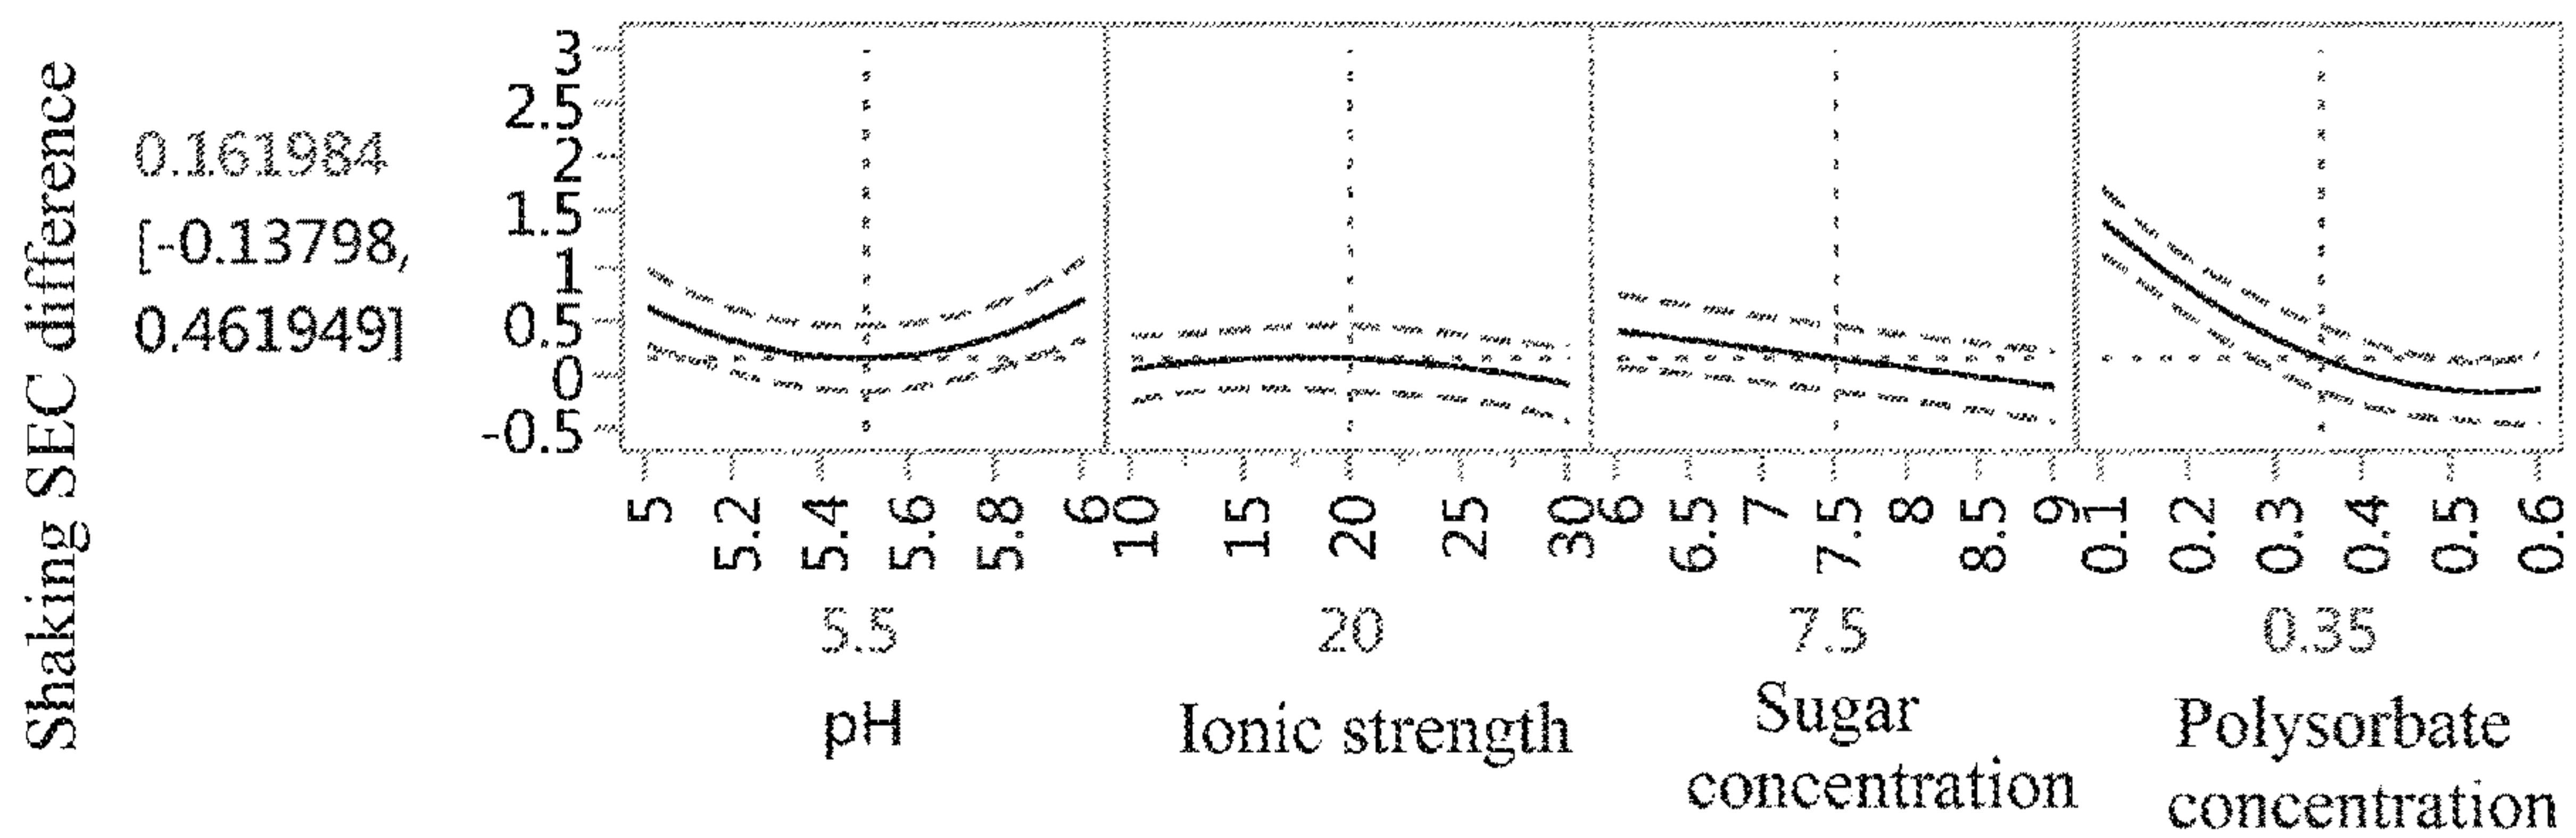 Shaking SEC difference
0.161984
[-0.13798,
0.461949]
3
2.5
2
1.5
1
0.5
0
-0.5
5 5.2 5.4 5.6 5.8 6 10 15 20 25 30 6 6.5 7 7.5 8 8.5 9 0.1 0.2 0.3 0.4 0.5 0.6
5.5 20 7.5 0.35
pH Ionic strength Sugar Polysorbate
concentration concentration